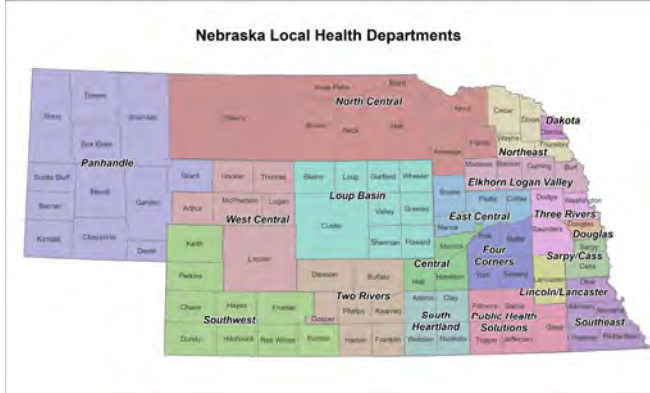 Nebraska Local Health Departments
Boyd
Keya Paha
Dawes
Cedar
Knox
Dakota
Sioux
Sheridan
North Central
Dixon
Dakota
Cherry
Brown
Rock
Holt
Wayne
Thurston
Box Butte
Antelope
Pierce
Northeast
Panhandle
Madison
Stanton
Cuming
Burt
Scotts Bluff
Grant
Hooker
Thomas
Blaine
Loup
Garfield
Wheeler
Elkhorn Logan Valley
Morrill
Loup Basin
Boone
Platte
Colfax
Dodge
Washington
Banner
Garden
Arthur
McPherson
Logan
Valley
Greeley
East Central
Three Rivers
West Central
Custer
Nance
Douglas
Douglas
Kimball
Cheyenne
Keith
Polk
Butler
Saunders
Sarpy
Deuel
Sherman
Howard
Merrick
Four
Sarpy/Cass
Lincoln
Central
Corners
Cass
Perkins
Dawson
Buffalo
Hall
Hamilton
York
Seward
Lancaster
Otoe
Two Rivers
Lincoln/Lancaster
Chase
Hayes
Frontier
Gosper
Phelps
Kearney
Adams
Clay
Fillmore
Saline
Johnson
Nemaha
Southwest
South
Public Health
Southeast
Heartland
Solutions
Gage
Dundy
Hitchcock
Red Willow
Furnas
Harlan
Franklin
Webster
Nuckolls
Thayer
Jefferson
Pawnee
Richardson